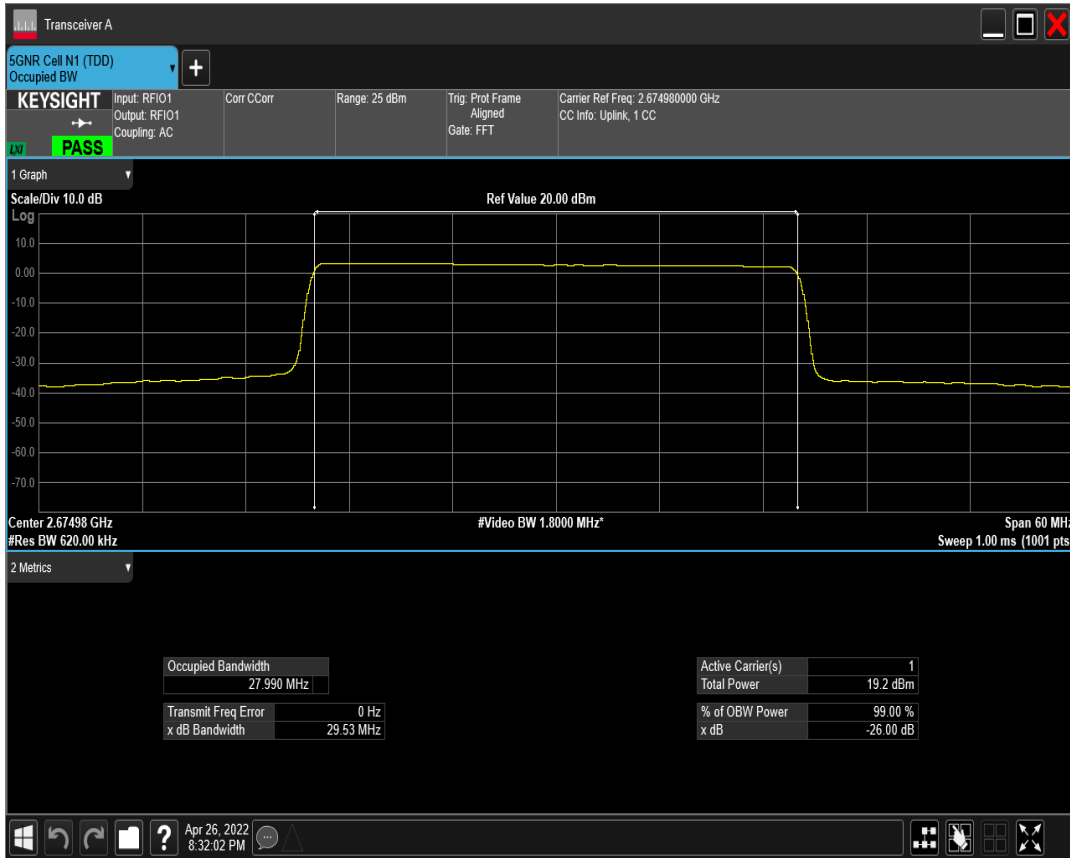 Transceiver A
5GNR Cell N1 (TDD)
Occupied BW
+
KEYSIGHT
LXI
PASS
Input: RFIO1
Output: RFIO1
Coupling: AC
Corr CCorr
Range: 25 dBm
Trig: Prot Frame
Aligned
Gate: FFT
Carrier Ref Freq: 2.674980000 GHz
CC Info: Uplink, 1 CC
1 Graph
Scale/Div 10.0 dB Ref Value 20.00 dBm
Log
10.0
0.00
-10.0
-20.0
-30.0
-40.0
-50.0
-60.0
-70.0
Center 2.67498 GHz #Video BW 1.8000 MHz* Span 60 MHz
#Res BW 620.00 kHz Sweep 1.00 ms (1001 pts
2 Metrics
Occupied Bandwidth
27.990 MHz
Transmit Freq Error 0 Hz
x dB Bandwidth 29.53 MHz
Active Carrier(s) 1
Total Power 19.2 dBm
% of OBW Power 99.00 %
x dB -26.00 dB
?
Apr 26, 2022
8:32:02 PM